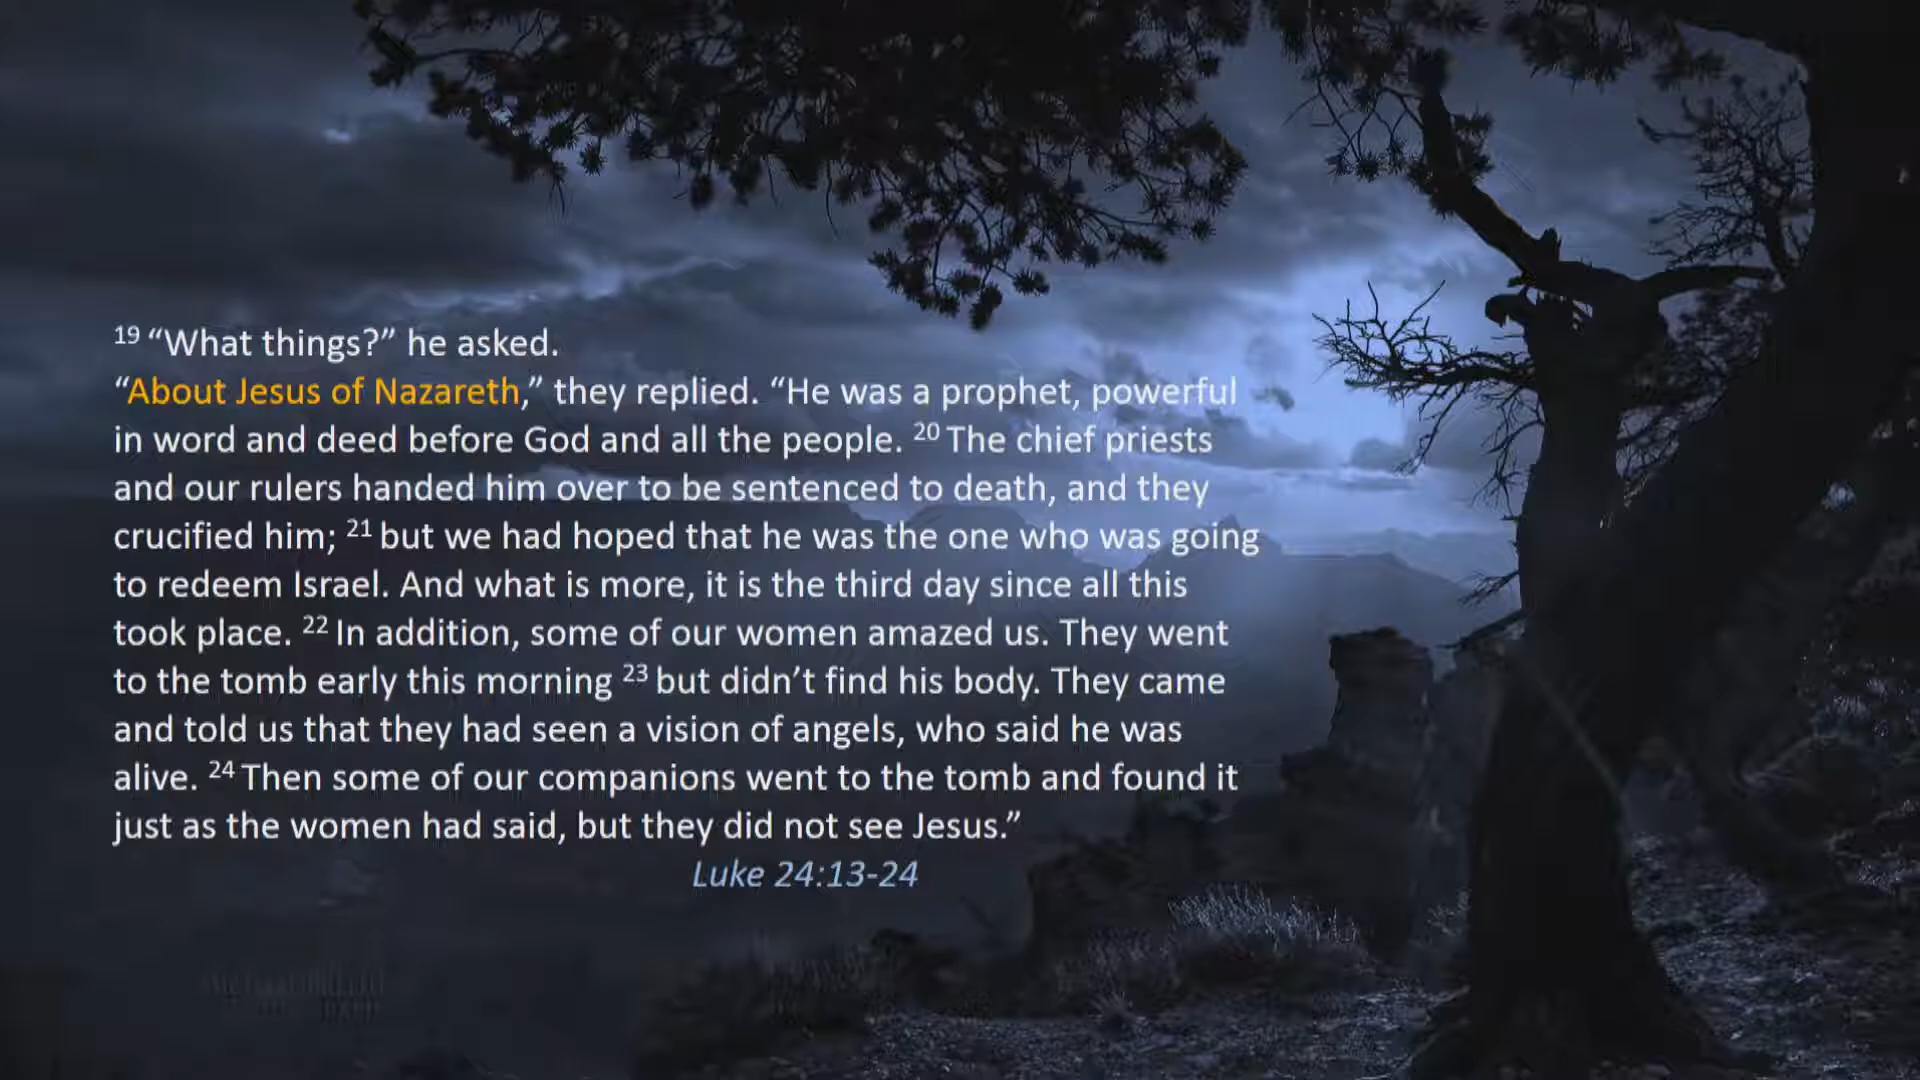 19 “What things?” he asked.
“About Jesus of Nazareth,” they replied. “He was a prophet, powerful
in word and deed before God and all the people. 20 The chief priests
and our rulers handed him over to be sentenced to death, and they
crucified him; 21 but we had hoped that he was the one who was going
to redeem Israel. And what is more, it is the third day since all this
took place. 22 In addition, some of our women amazed us. They went
to the tomb early this morning 23 but didn’t find his body. They came
and told us that they had seen a vision of angels, who said he was
alive. 24 Then some of our companions went to the tomb and found it
just as the women had said, but they did not see Jesus.”
Luke 24:13-24